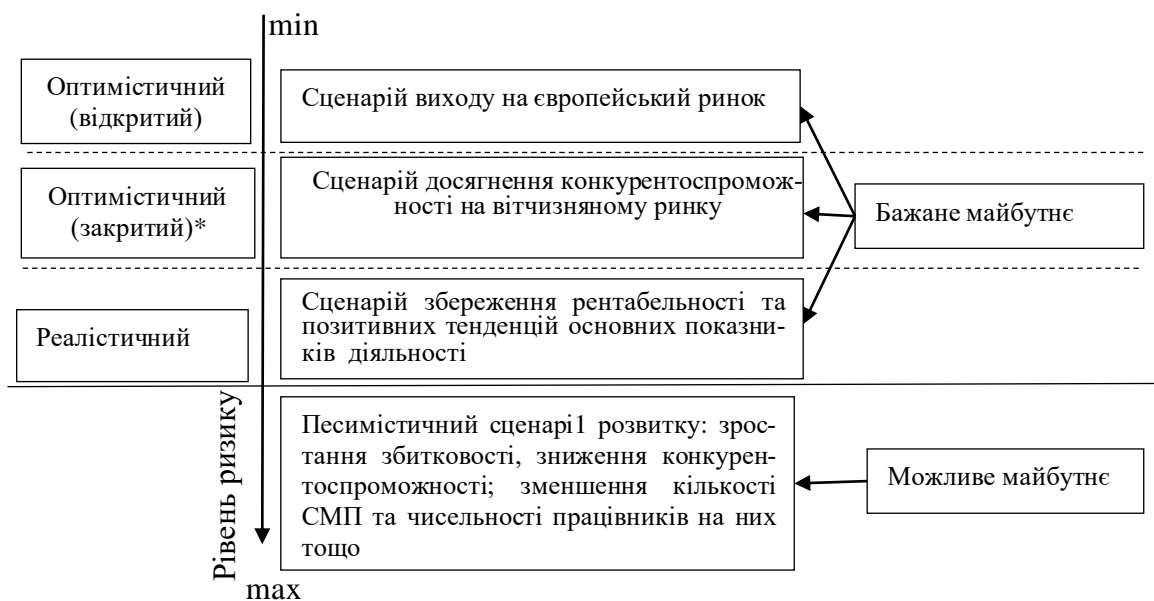 min
Оптимістичний
(відкритий)
Сценарій виходу на європейський ринок
Оптимістичний
(закритий)*
Сценарій досягнення конкурентоспромож-
ності на вітчизняному ринку
Бажане майбутнє
Реалістичний
Сценарій збереження рентабельності та
позитивних тенденцій основних показни-
ків діяльності
Рівень ризику
Песимістичний сценарі1 розвитку: зрос-
тання збитковості, зниження конкурен-
тоспроможності; зменшення кількості
СМП та чисельності працівників на них
тощо
Можливе майбутнє
max